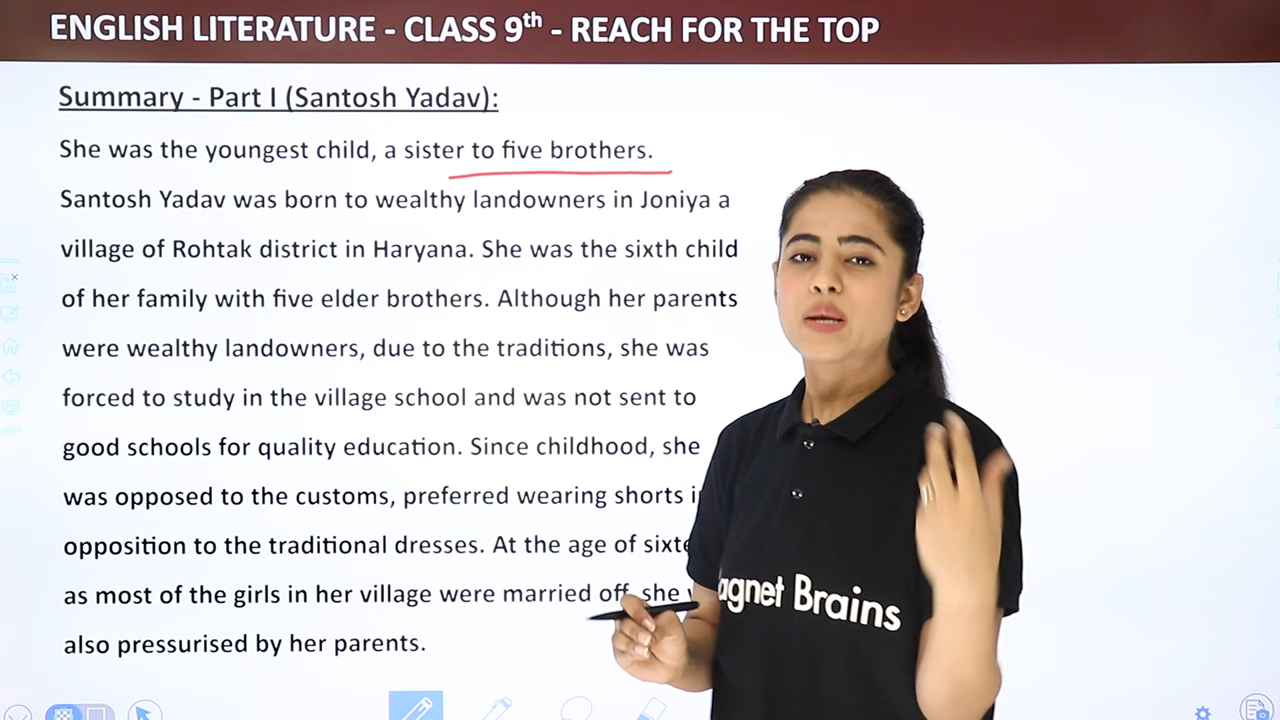 ENGLISH LITERATURE - CLASS 9th - REACH FOR THE TOP
Summary - Part I (Santosh Yadav):
She was the youngest child, a sister to five brothers.
Santosh Yadav was born to wealthy landowners in Joniya a
village of Rohtak district in Haryana. She was the sixth child
of her family with five elder brothers. Although her parents
were wealthy landowners, due to the traditions, she was
forced to study in the village school and was not sent to
good schools for quality education. Since childhood, she
was opposed to the customs, preferred wearing shorts
opposition to the traditional dresses. At the age of
as most of the girls in her village were married off, she
also pressurised by her parents.
Brains